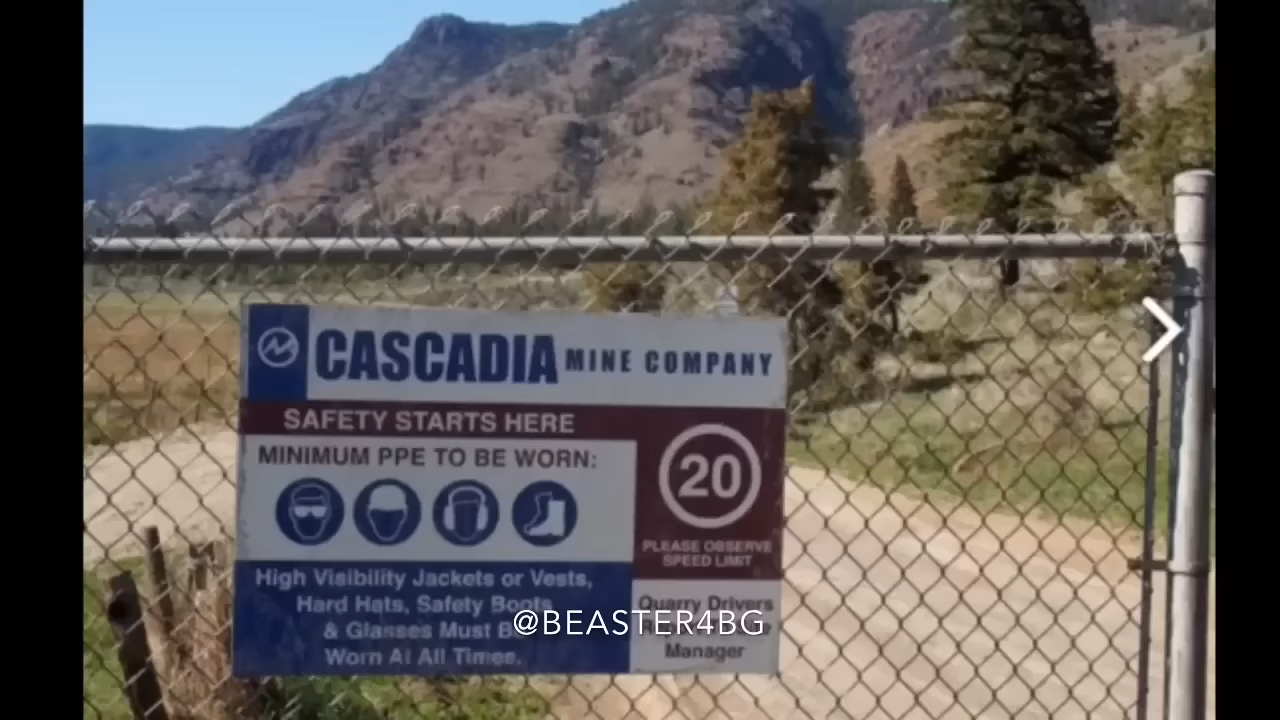 CASCADIA MINE COMPANY
SAFETY STARTS HERE
MINIMUM PPE TO BE WORN:
20
PLEASE OBSERVE
SPEED LIMIT
High Visibility Jackets or Vests,
Hard Hats, Safety Boots
& Glasses Must
Worn At All Times.
Quarry Drivers
Manager
@BEASTER4BG